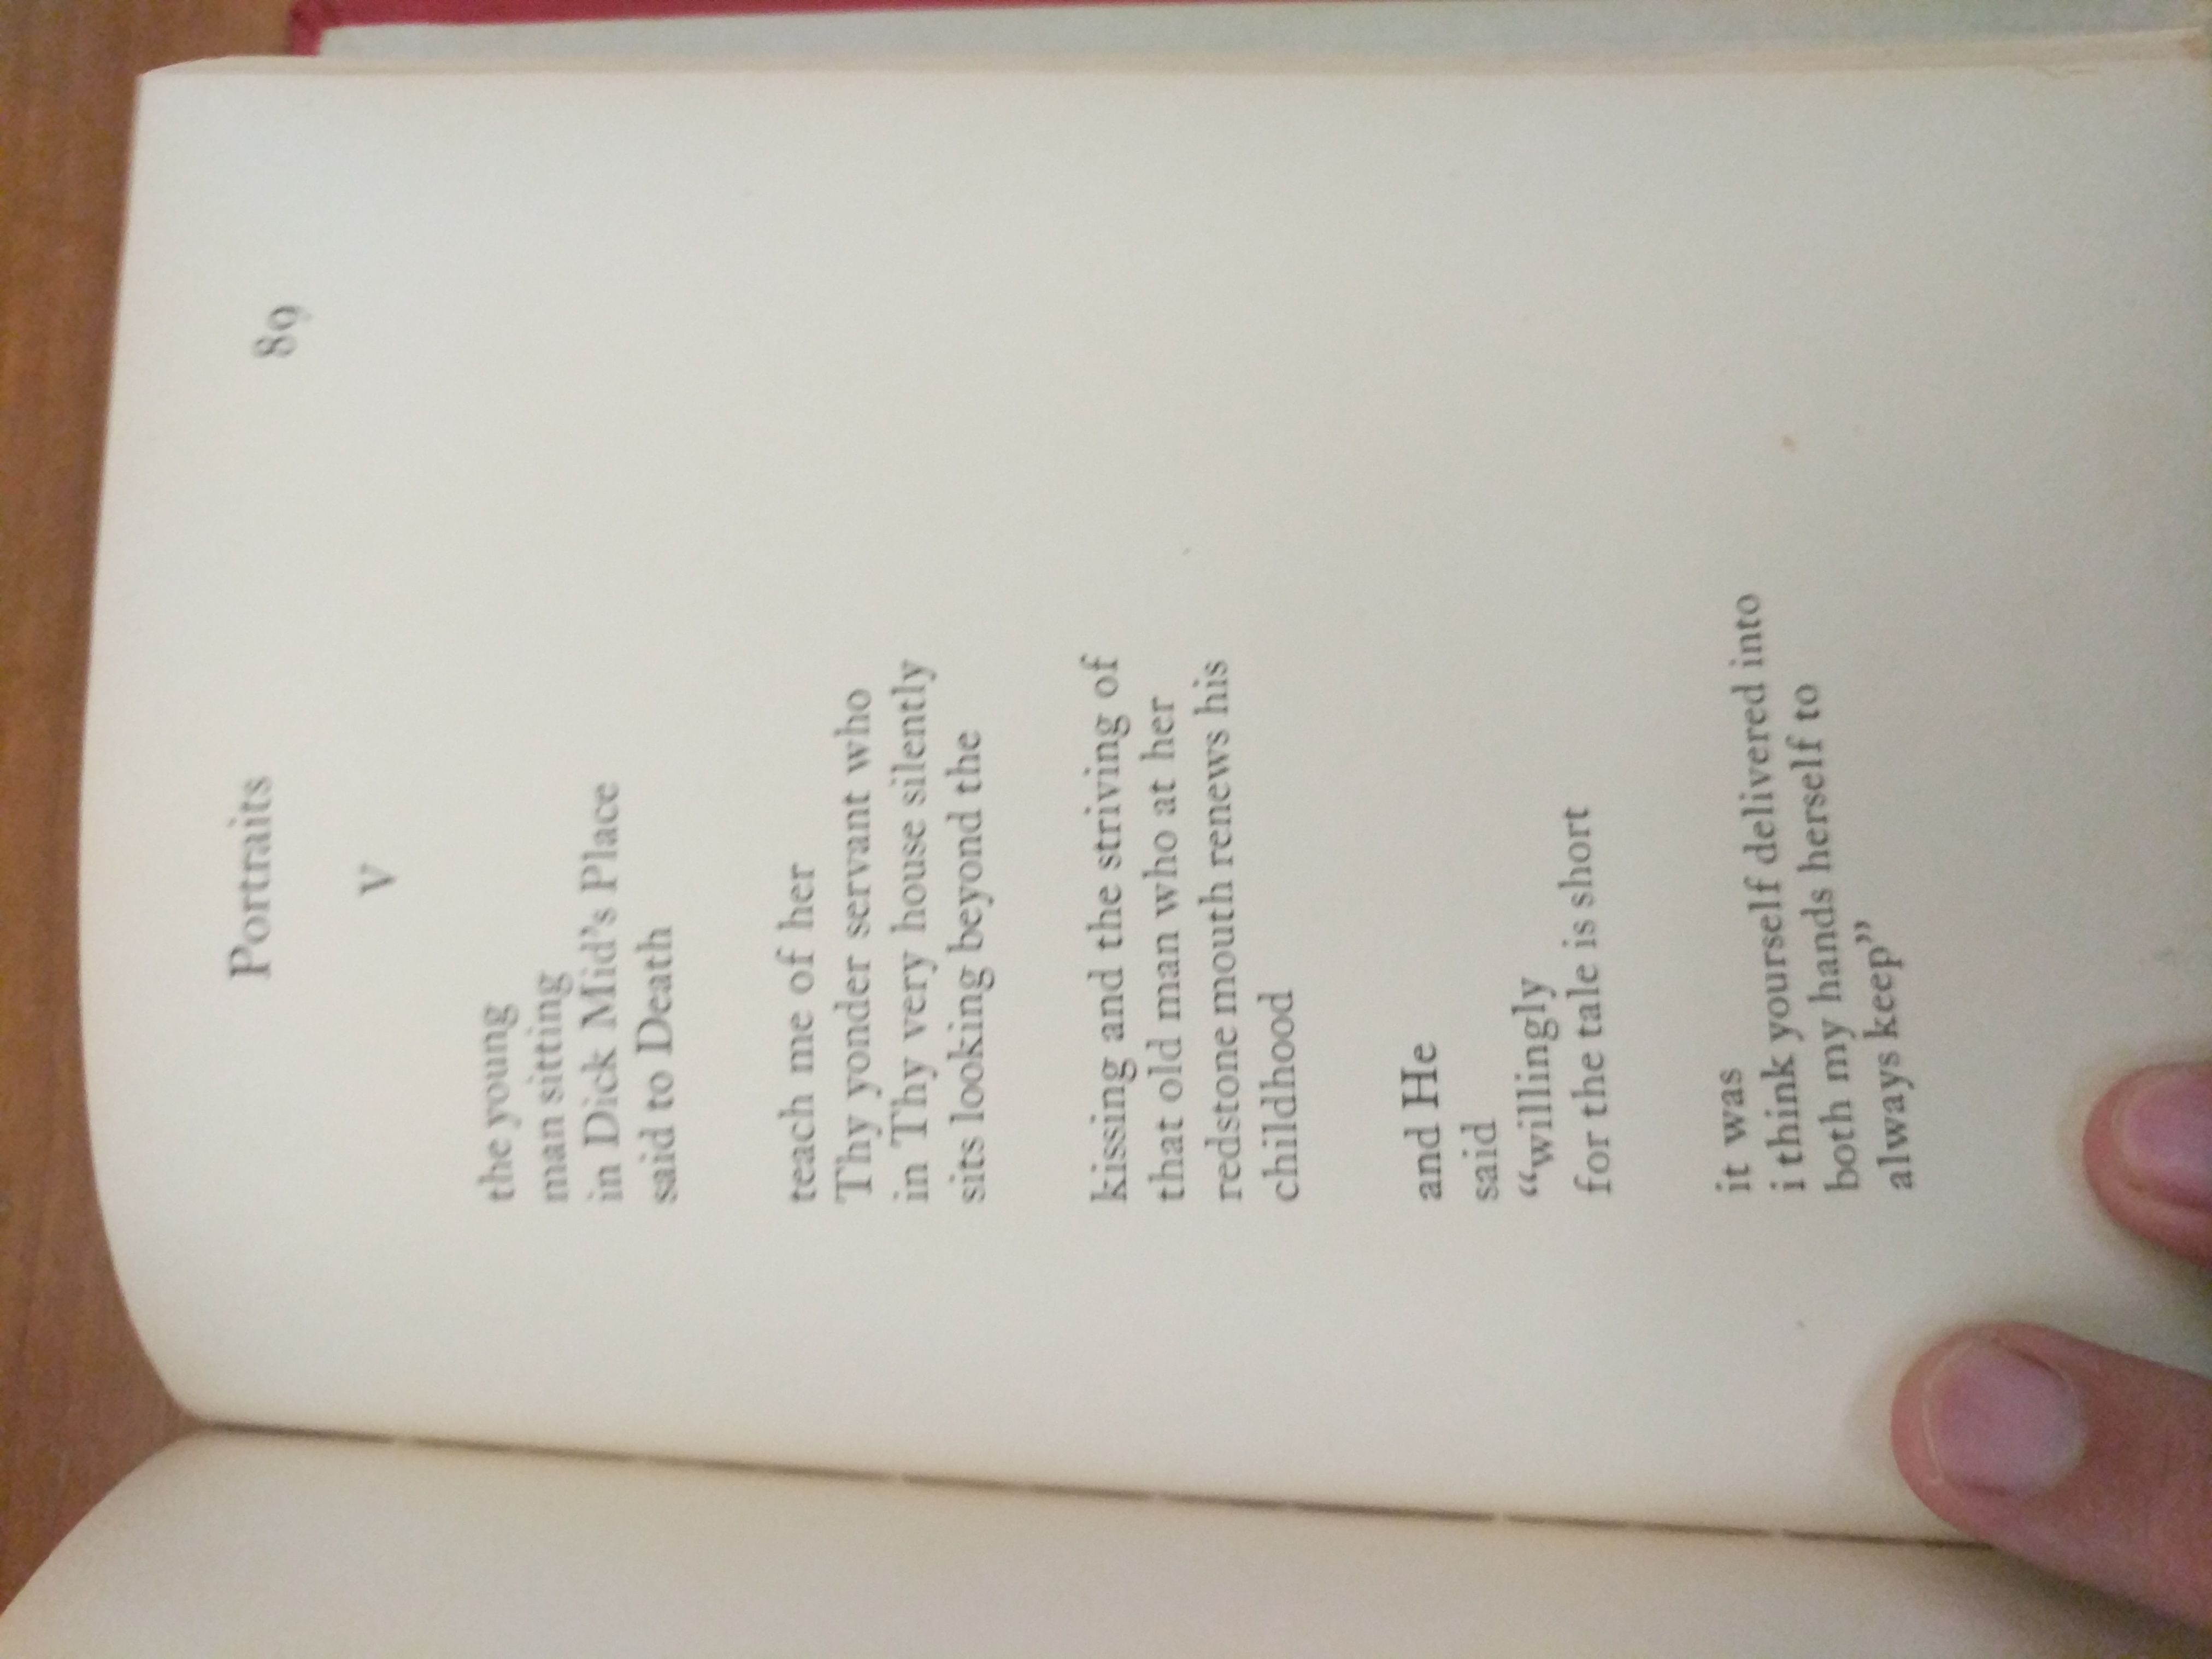 Portraits 89
V
the young
man sitting
in Dick Mid’s Place
said to Death
teach me of her
Thy yonder servant who
in Thy very house silently
sits looking beyond the
kissing and the striving of
that old man who at her
redstone mouth renews his
childhood
and He
said
“willingly
for the tale is short
it was
i think yourself delivered into
both my hands herself to
always keep”